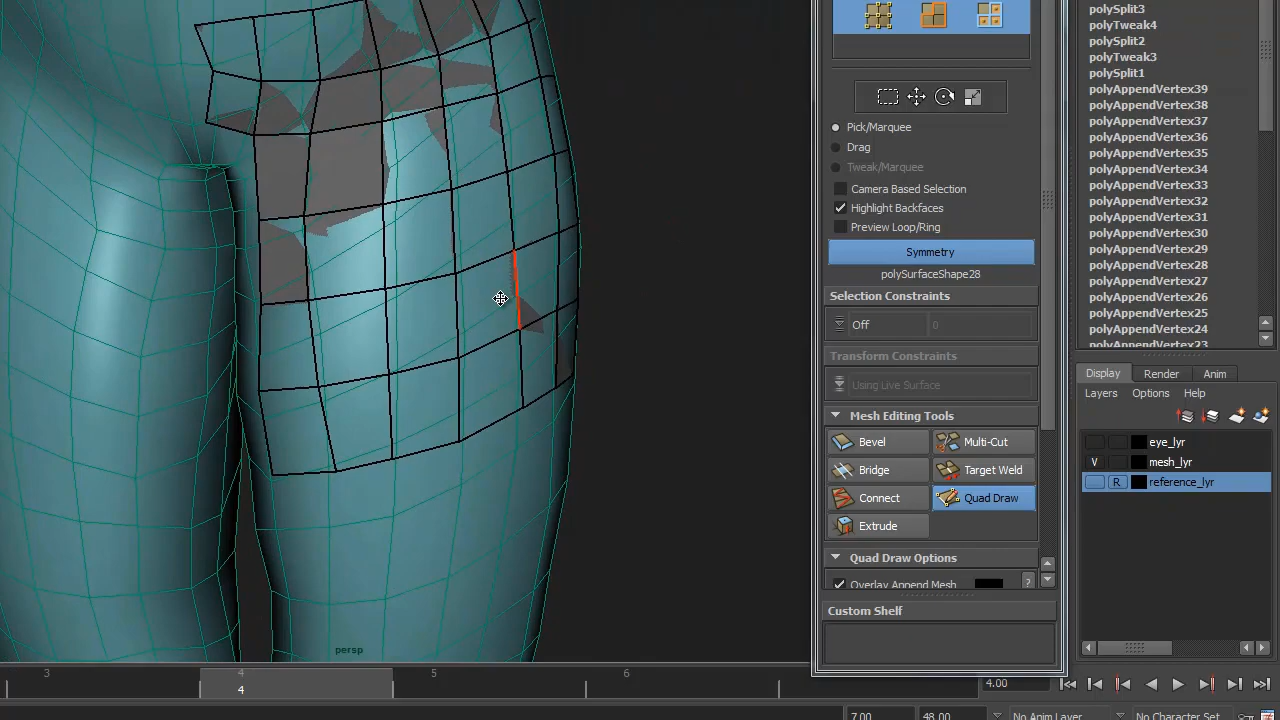 polySplit3
polyTweak4
polySplit2
polyTweak3
polySplit1
polyAppendVertex39
polyAppendVertex38
polyAppendVertex37
polyAppendVertex36
polyAppendVertex35
polyAppendVertex34
polyAppendVertex33
polyAppendVertex32
polyAppendVertex31
polyAppendVertex30
polyAppendVertex29
polyAppendVertex28
polyAppendVertex27
polyAppendVertex26
polyAppendVertex25
polyAppendVertex24
polyAppendVertex23
Pick/Marquee
Drag
Tweak/Marquee
Camera Based Selection
Highlight Backfaces
Preview Loop/Ring
Symmetry
polySurfaceShape28
Selection Constraints
Off 0
Transform Constraints
Using Live Surface
Mesh Editing Tools
Bevel Multi-Cut
Bridge Target Weld
Connect Quad Draw
Extrude
Quad Draw Options
Overlay Append Mesh ?
Custom Shelf
Display Render Anim
Layers Options Help
eye_lyr
V mesh_lyr
R reference_lyr
persp
3 4 5 6
4
4.00
7.00 48.00 No Anim Layer No Character Set